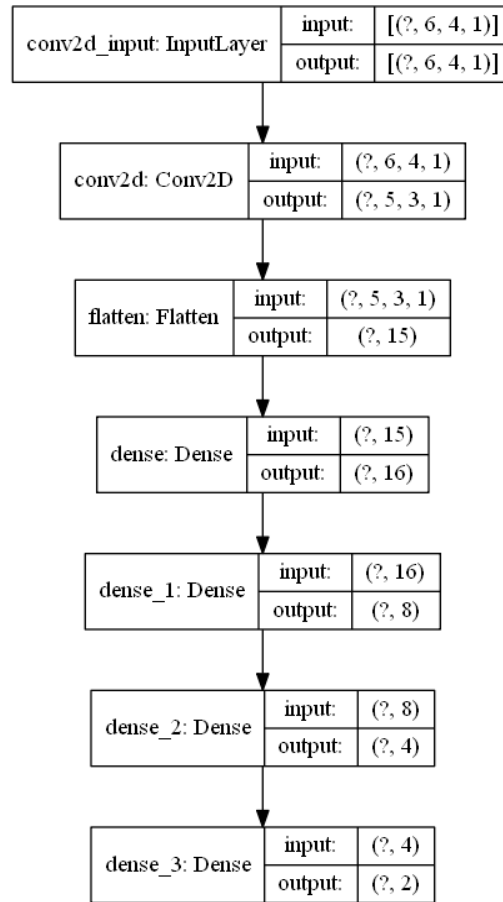 conv2d_input: InputLayer
input: [(?, 6, 4, 1)]
output: [(?, 6, 4, 1)]
conv2d: Conv2D
input: (?, 6, 4, 1)
output: (?, 5, 3, 1)
flatten: Flatten
input: (?, 5, 3, 1)
output: (?, 15)
dense: Dense
input: (?, 15)
output: (?, 16)
dense_1: Dense
input: (?, 16)
output: (?, 8)
dense_2: Dense
input: (?, 8)
output: (?, 4)
dense_3: Dense
input: (?, 4)
output: (?, 2)